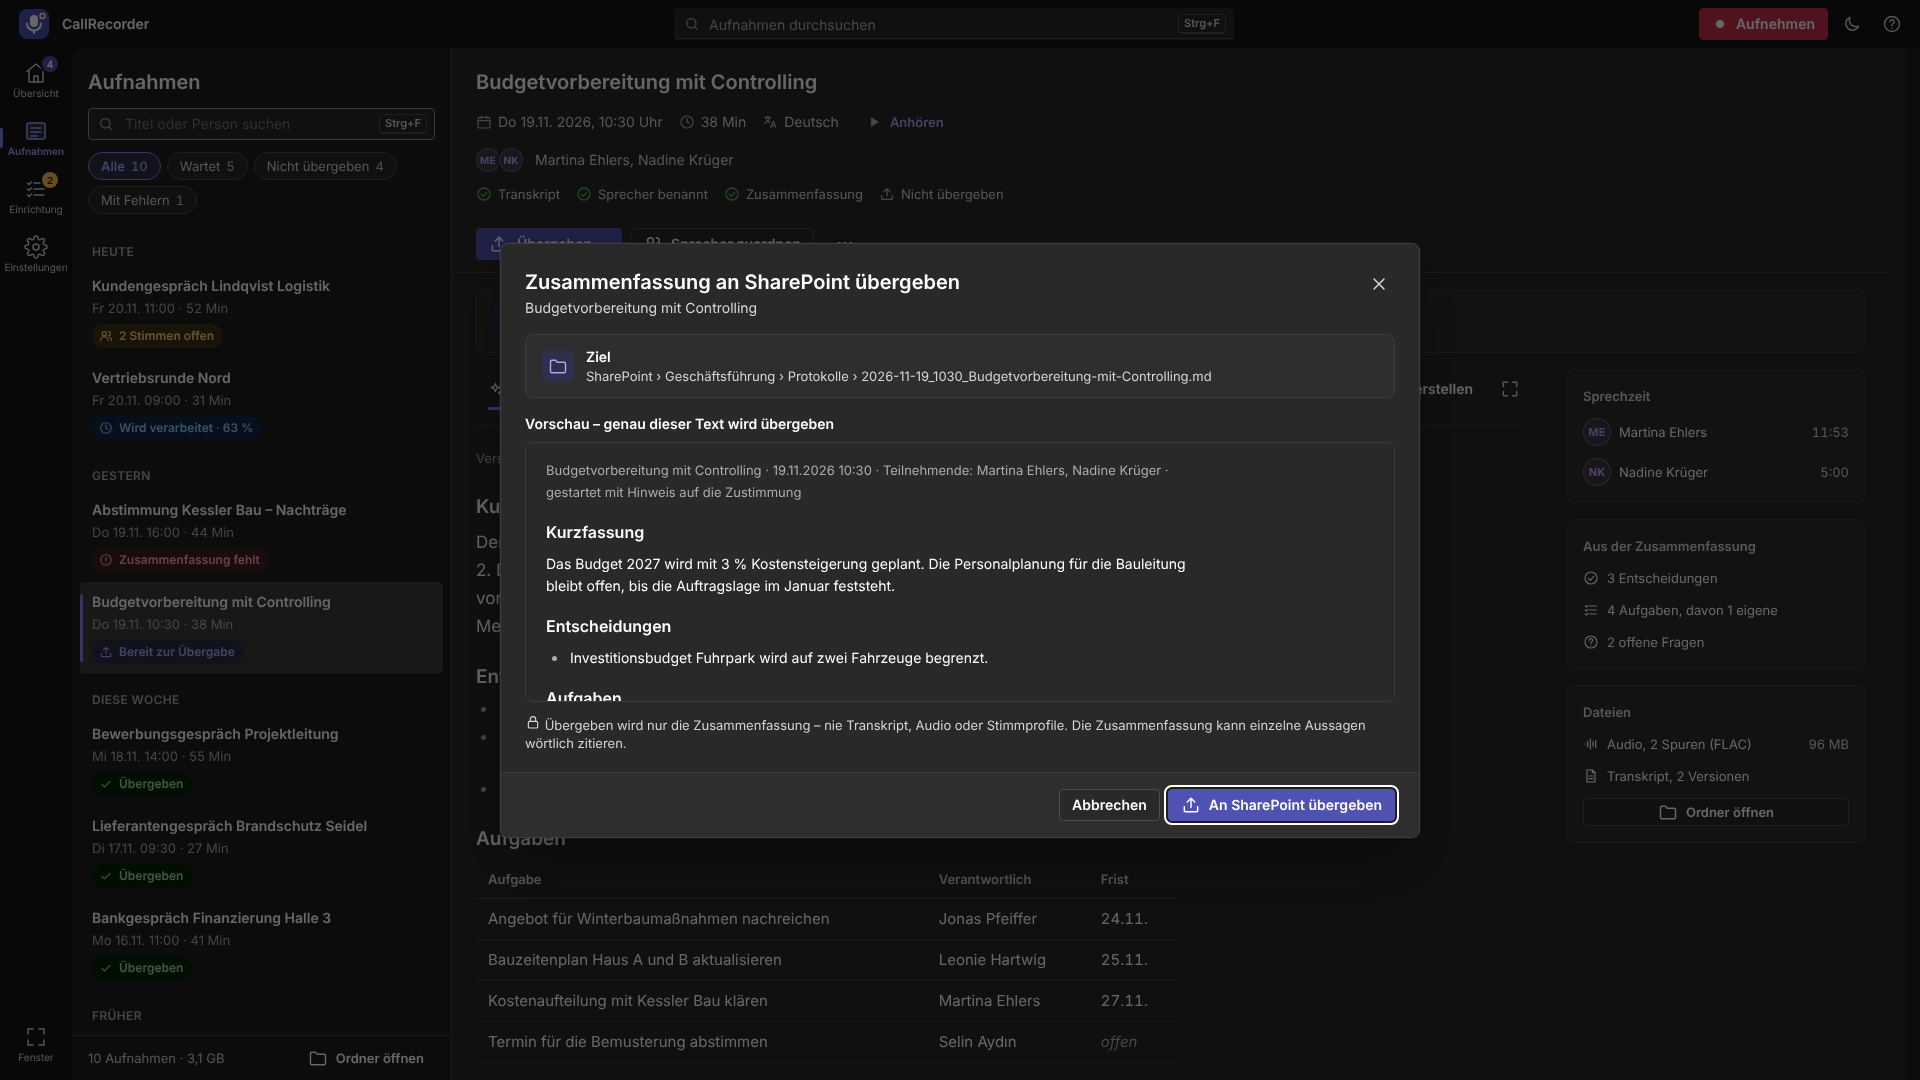 CallRecorder
Aufnahmen durchsuchen
Strg+F
Aufnehmen
4
Übersicht
Aufnahmen
2
Einrichtung
Einstellungen
Fenster
Aufnahmen
Titel oder Person suchen
Strg+F
Alle 10
Wartet 5
Nicht übergeben 4
Mit Fehlern 1
HEUTE
Kundengespräch Lindqvist Logistik
Fr 20.11. 11:00 · 52 Min
2 Stimmen offen
Vertriebsrunde Nord
Fr 20.11. 09:00 · 31 Min
Wird verarbeitet · 63 %
GESTERN
Abstimmung Kessler Bau – Nachträge
Do 19.11. 16:00 · 44 Min
Zusammenfassung fehlt
Budgetvorbereitung mit Controlling
Do 19.11. 10:30 · 38 Min
Bereit zur Übergabe
DIESE WOCHE
Bewerbungsgespräch Projektleitung
Mi 18.11. 14:00 · 55 Min
Übergeben
Lieferantengespräch Brandschutz Seidel
Di 17.11. 09:30 · 27 Min
Übergeben
Bankgespräch Finanzierung Halle 3
Mo 16.11. 11:00 · 41 Min
Übergeben
FRÜHER
10 Aufnahmen · 3,1 GB
Ordner öffnen
Budgetvorbereitung mit Controlling
Do 19.11. 2026, 10:30 Uhr
38 Min
Deutsch
Anhören
ME
NK
Martina Ehlers, Nadine Krüger
Transkript
Sprecher benannt
Zusammenfassung
Nicht übergeben
Übergeben
Sprecher zuordnen
Zusammenfassung an SharePoint übergeben
Budgetvorbereitung mit Controlling
Ziel
SharePoint › Geschäftsführung › Protokolle › 2026-11-19_1030_Budgetvorbereitung-mit-Controlling.md
Vorschau – genau dieser Text wird übergeben
Budgetvorbereitung mit Controlling · 19.11.2026 10:30 · Teilnehmende: Martina Ehlers, Nadine Krüger ·
gestartet mit Hinweis auf die Zustimmung
Kurzfassung
Das Budget 2027 wird mit 3 % Kostensteigerung geplant. Die Personalplanung für die Bauleitung
bleibt offen, bis die Auftragslage im Januar feststeht.
Entscheidungen
• Investitionsbudget Fuhrpark wird auf zwei Fahrzeuge begrenzt.
Aufgaben
Übergeben wird nur die Zusammenfassung – nie Transkript, Audio oder Stimmprofile. Die Zusammenfassung kann einzelne Aussagen
wörtlich zitieren.
Abbrechen
An SharePoint übergeben
Aufgaben
Aufgabe Verantwortlich Frist
Angebot für Winterbaumaßnahmen nachreichen Jonas Pfeiffer 24.11.
Bauzeitenplan Haus A und B aktualisieren Leonie Hartwig 25.11.
Kostenaufteilung mit Kessler Bau klären Martina Ehlers 27.11.
Termin für die Bemusterung abstimmen Selin Aydın offen
Sprechzeit
ME Martina Ehlers 11:53
NK Nadine Krüger 5:00
Aus der Zusammenfassung
3 Entscheidungen
4 Aufgaben, davon 1 eigene
2 offene Fragen
Dateien
Audio, 2 Spuren (FLAC) 96 MB
Transkript, 2 Versionen
Ordner öffnen